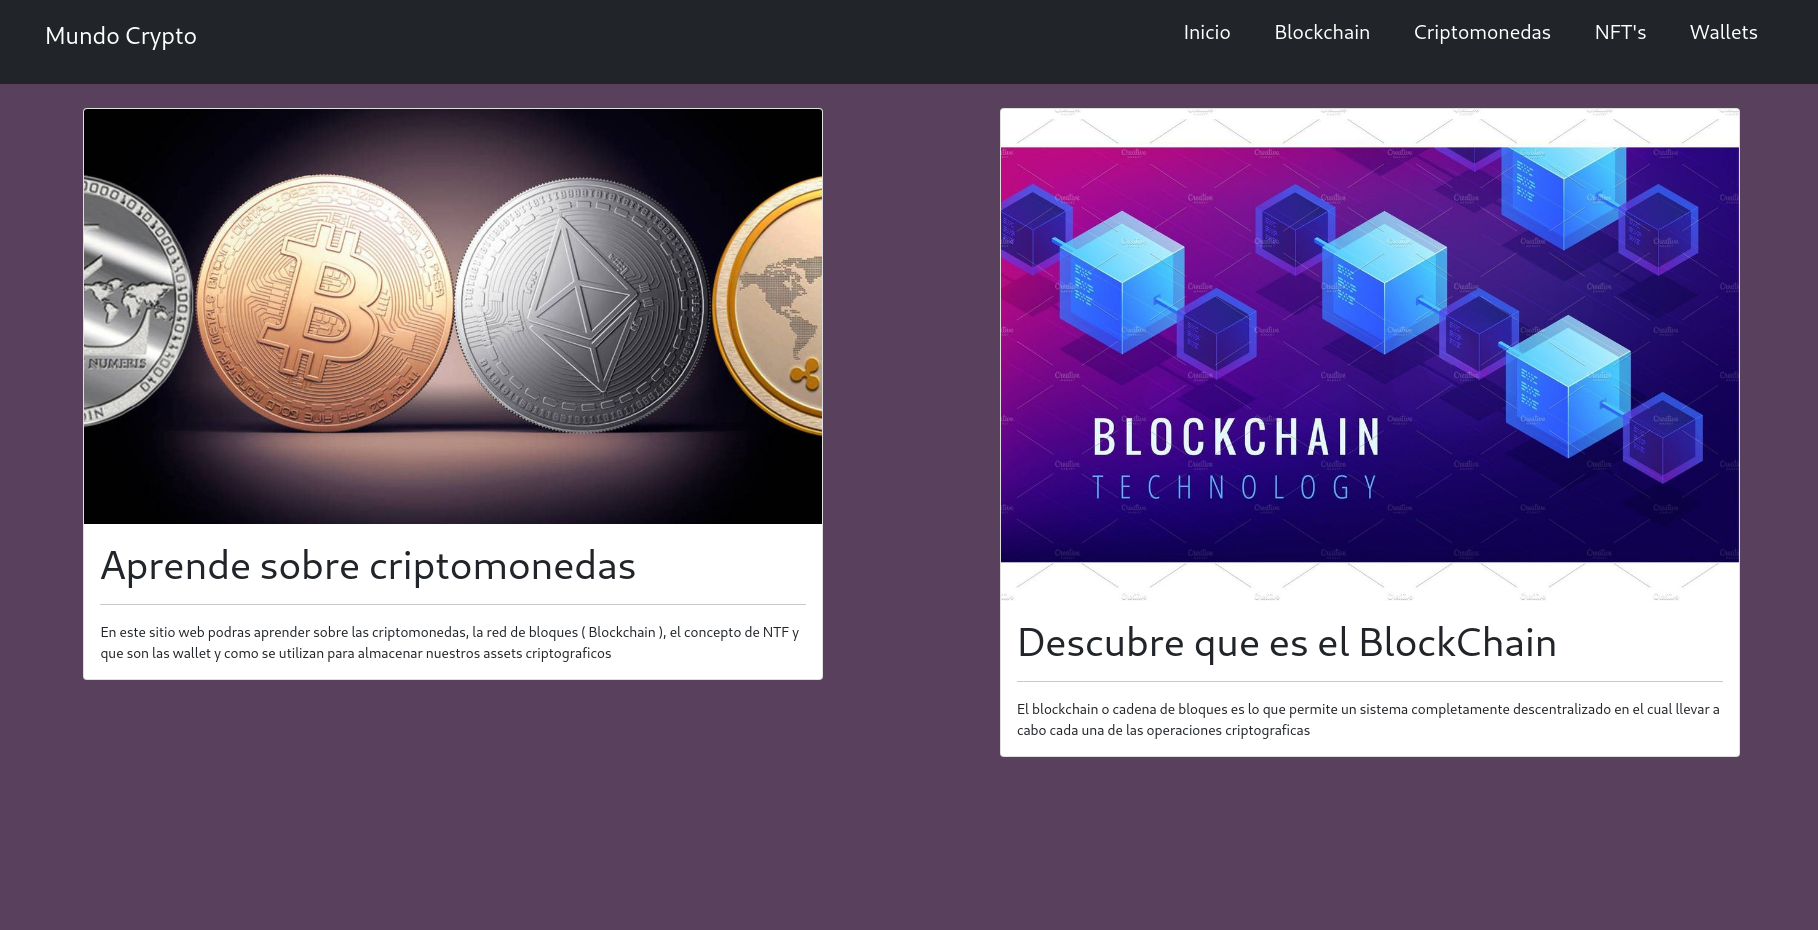 Mundo Crypto
Inicio Blockchain Criptomonedas NFT's Wallets
NUMERIS
BLOCKCHAIN
TECHNOLOGY
Aprende sobre criptomonedas
En este sitio web podras aprender sobre las criptomonedas, la red de bloques ( Blockchain ), el concepto de NTF y
que son las wallet y como se utilizan para almacenar nuestros assets criptograficos
Descubre que es el BlockChain
El blockchain o cadena de bloques es lo que permite un sistema completamente descentralizado en el cual llevar a
cabo cada una de las operaciones criptograficas